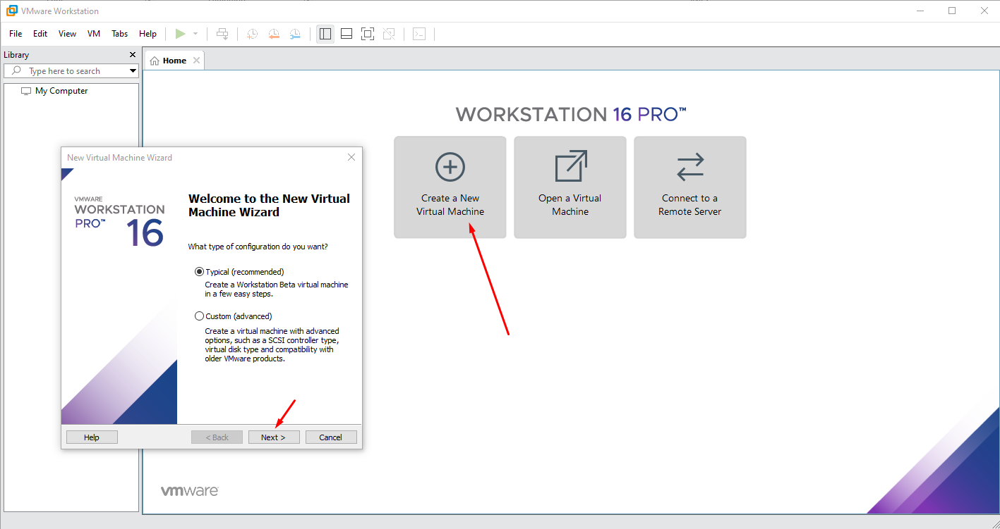 VMware Workstation
File Edit View VM Tabs Help
Library
Type here to search
My Computer
Home
WORKSTATION 16 PRO™
Create a New
Virtual Machine
Open a Virtual
Machine
Connect to a
Remote Server
New Virtual Machine Wizard
VMWARE
WORKSTATION
PRO™ 16
Welcome to the New Virtual
Machine Wizard
What type of configuration do you want?
Typical (recommended)
Create a Workstation Beta virtual machine
in a few easy steps.
Custom (advanced)
Create a virtual machine with advanced
options, such as a SCSI controller type,
virtual disk type and compatibility with
older VMware products.
Help < Back Next > Cancel
vmware